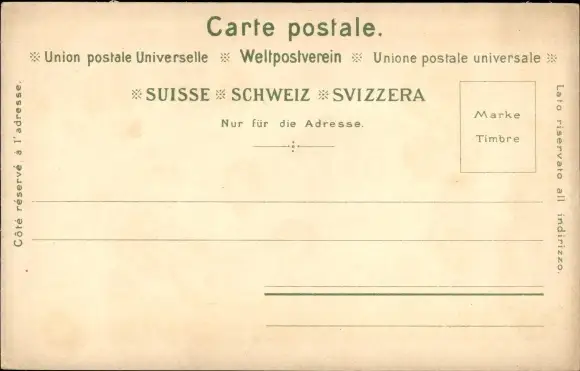 Carte postale.
Union postale Universelle ※ Weltpostverein ※ Unione postale universale
SUISSE ※ SCHWEIZ ※ SVIZZERA
Nur für die Adresse.
Marke
Timbre
Côté réservé à l'adresse.
Lato riservato all indirizzo.